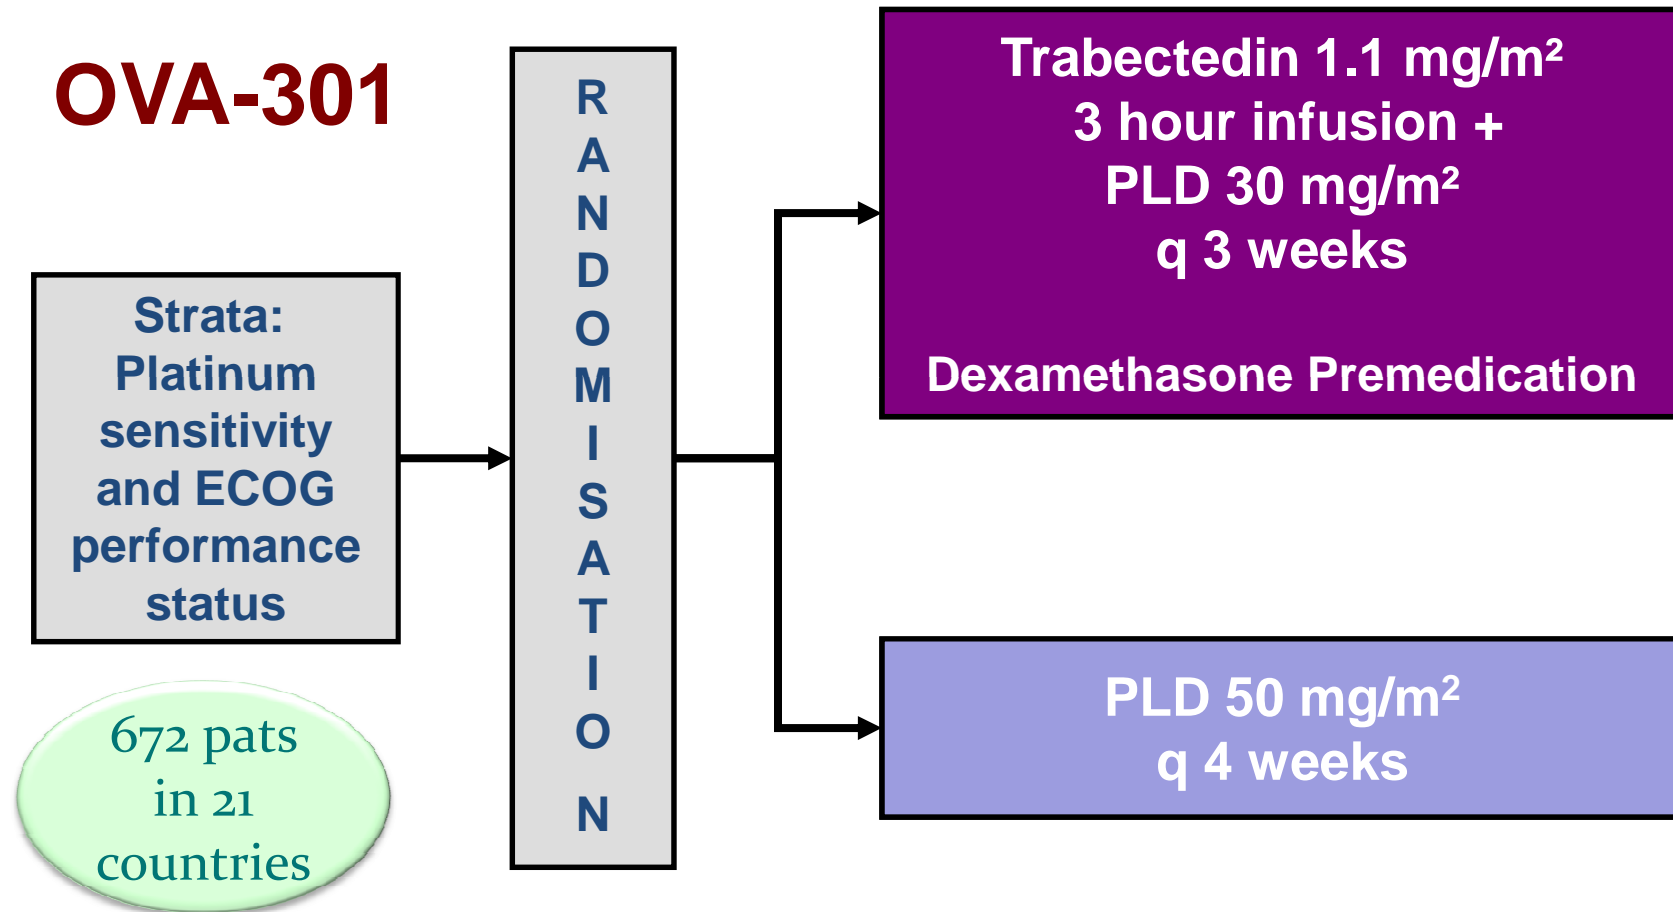 OVA-301
Strata:
Platinum
sensitivity
and ECOG
performance
status
672 pats
in 21
countries
R
A
N
D
O
M
I
S
A
T
I
O
N
Trabectedin 1.1 mg/m²
3 hour infusion +
PLD 30 mg/m²
q 3 weeks
Dexamethasone Premedication
PLD 50 mg/m²
q 4 weeks